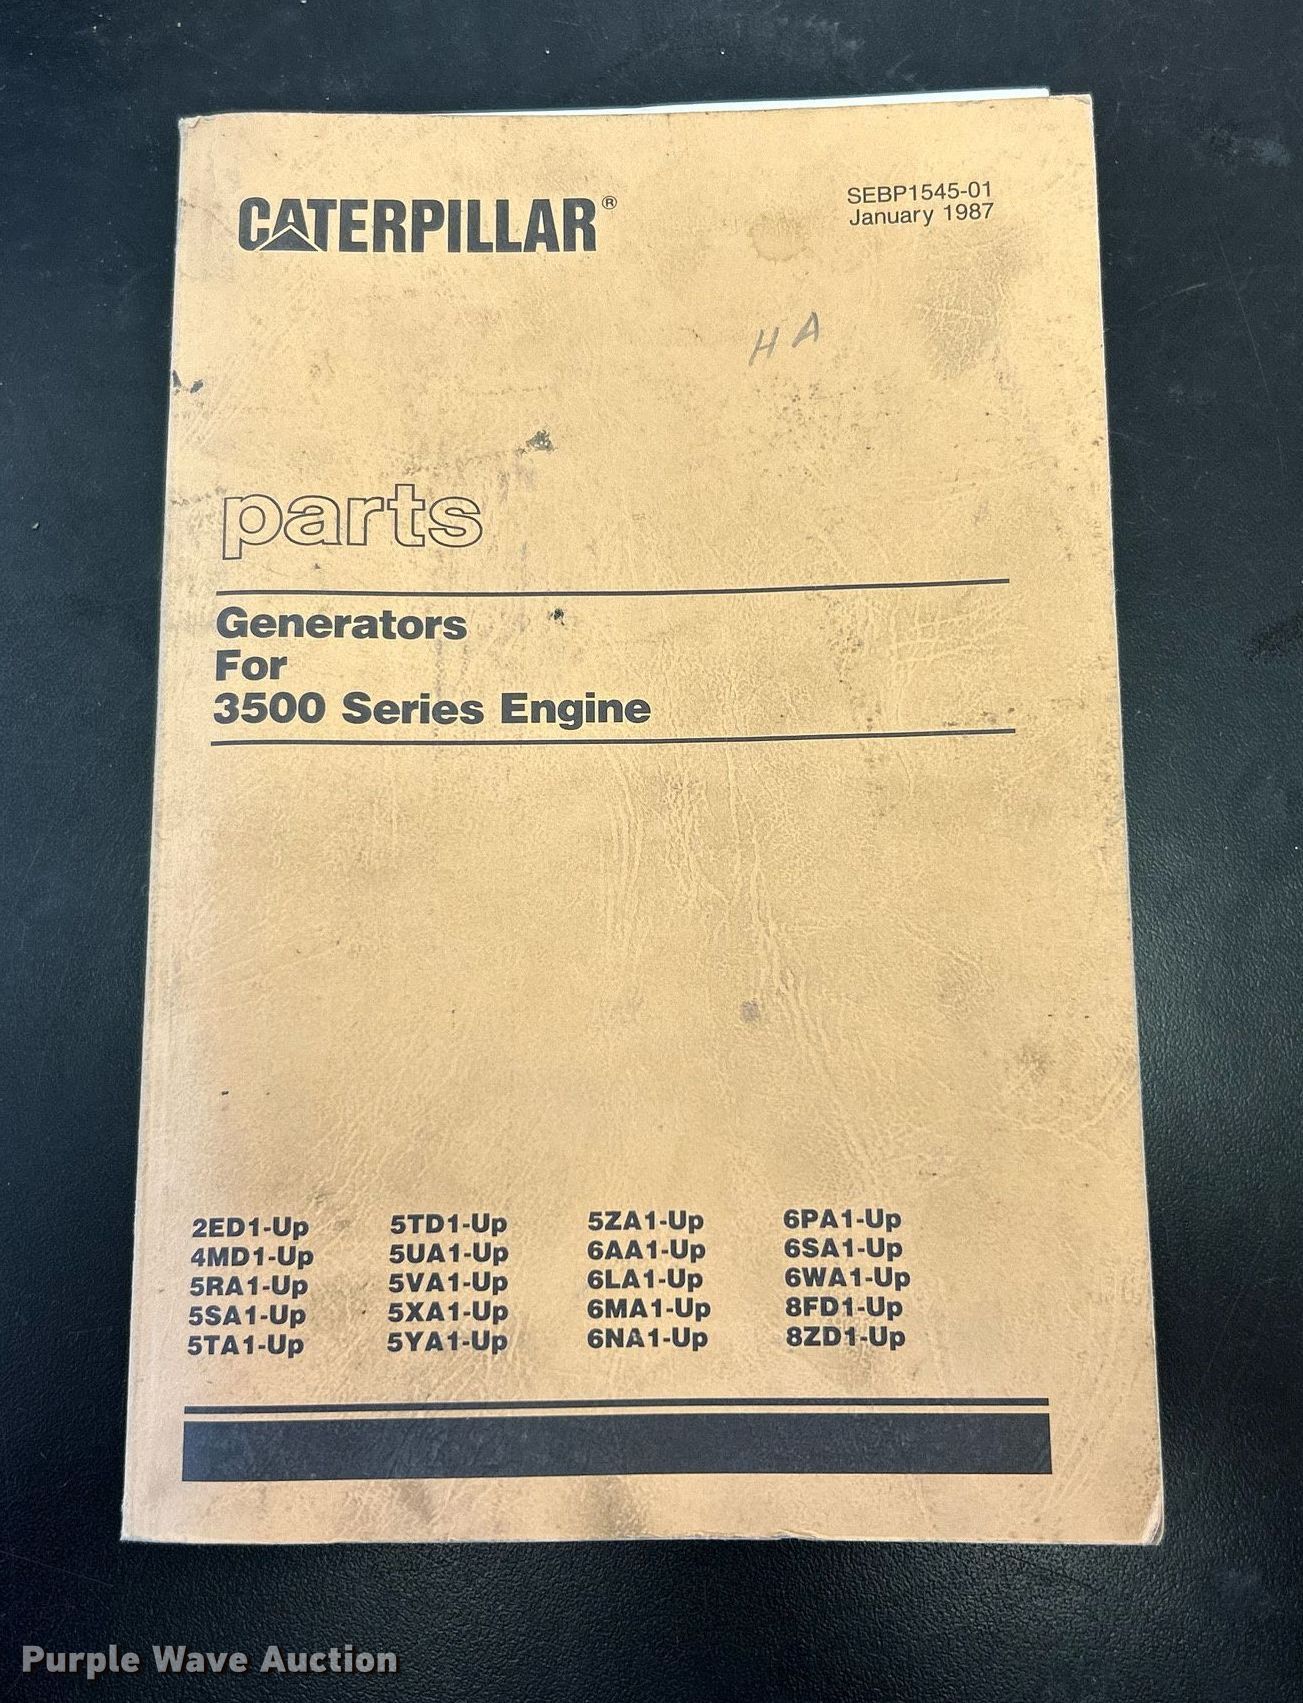 CATERPILLAR®
SEBP1545-01
January 1987
HA
parts
Generators
For
3500 Series Engine
2ED1-Up 5TD1-Up 5ZA1-Up 6PA1-Up
4MD1-Up 5UA1-Up 6AA1-Up 6SA1-Up
5RA1-Up 5VA1-Up 6LA1-Up 6WA1-Up
5SA1-Up 5XA1-Up 6MA1-Up 8FD1-Up
5TA1-Up 5YA1-Up 6NA1-Up 8ZD1-Up
Purple Wave Auction